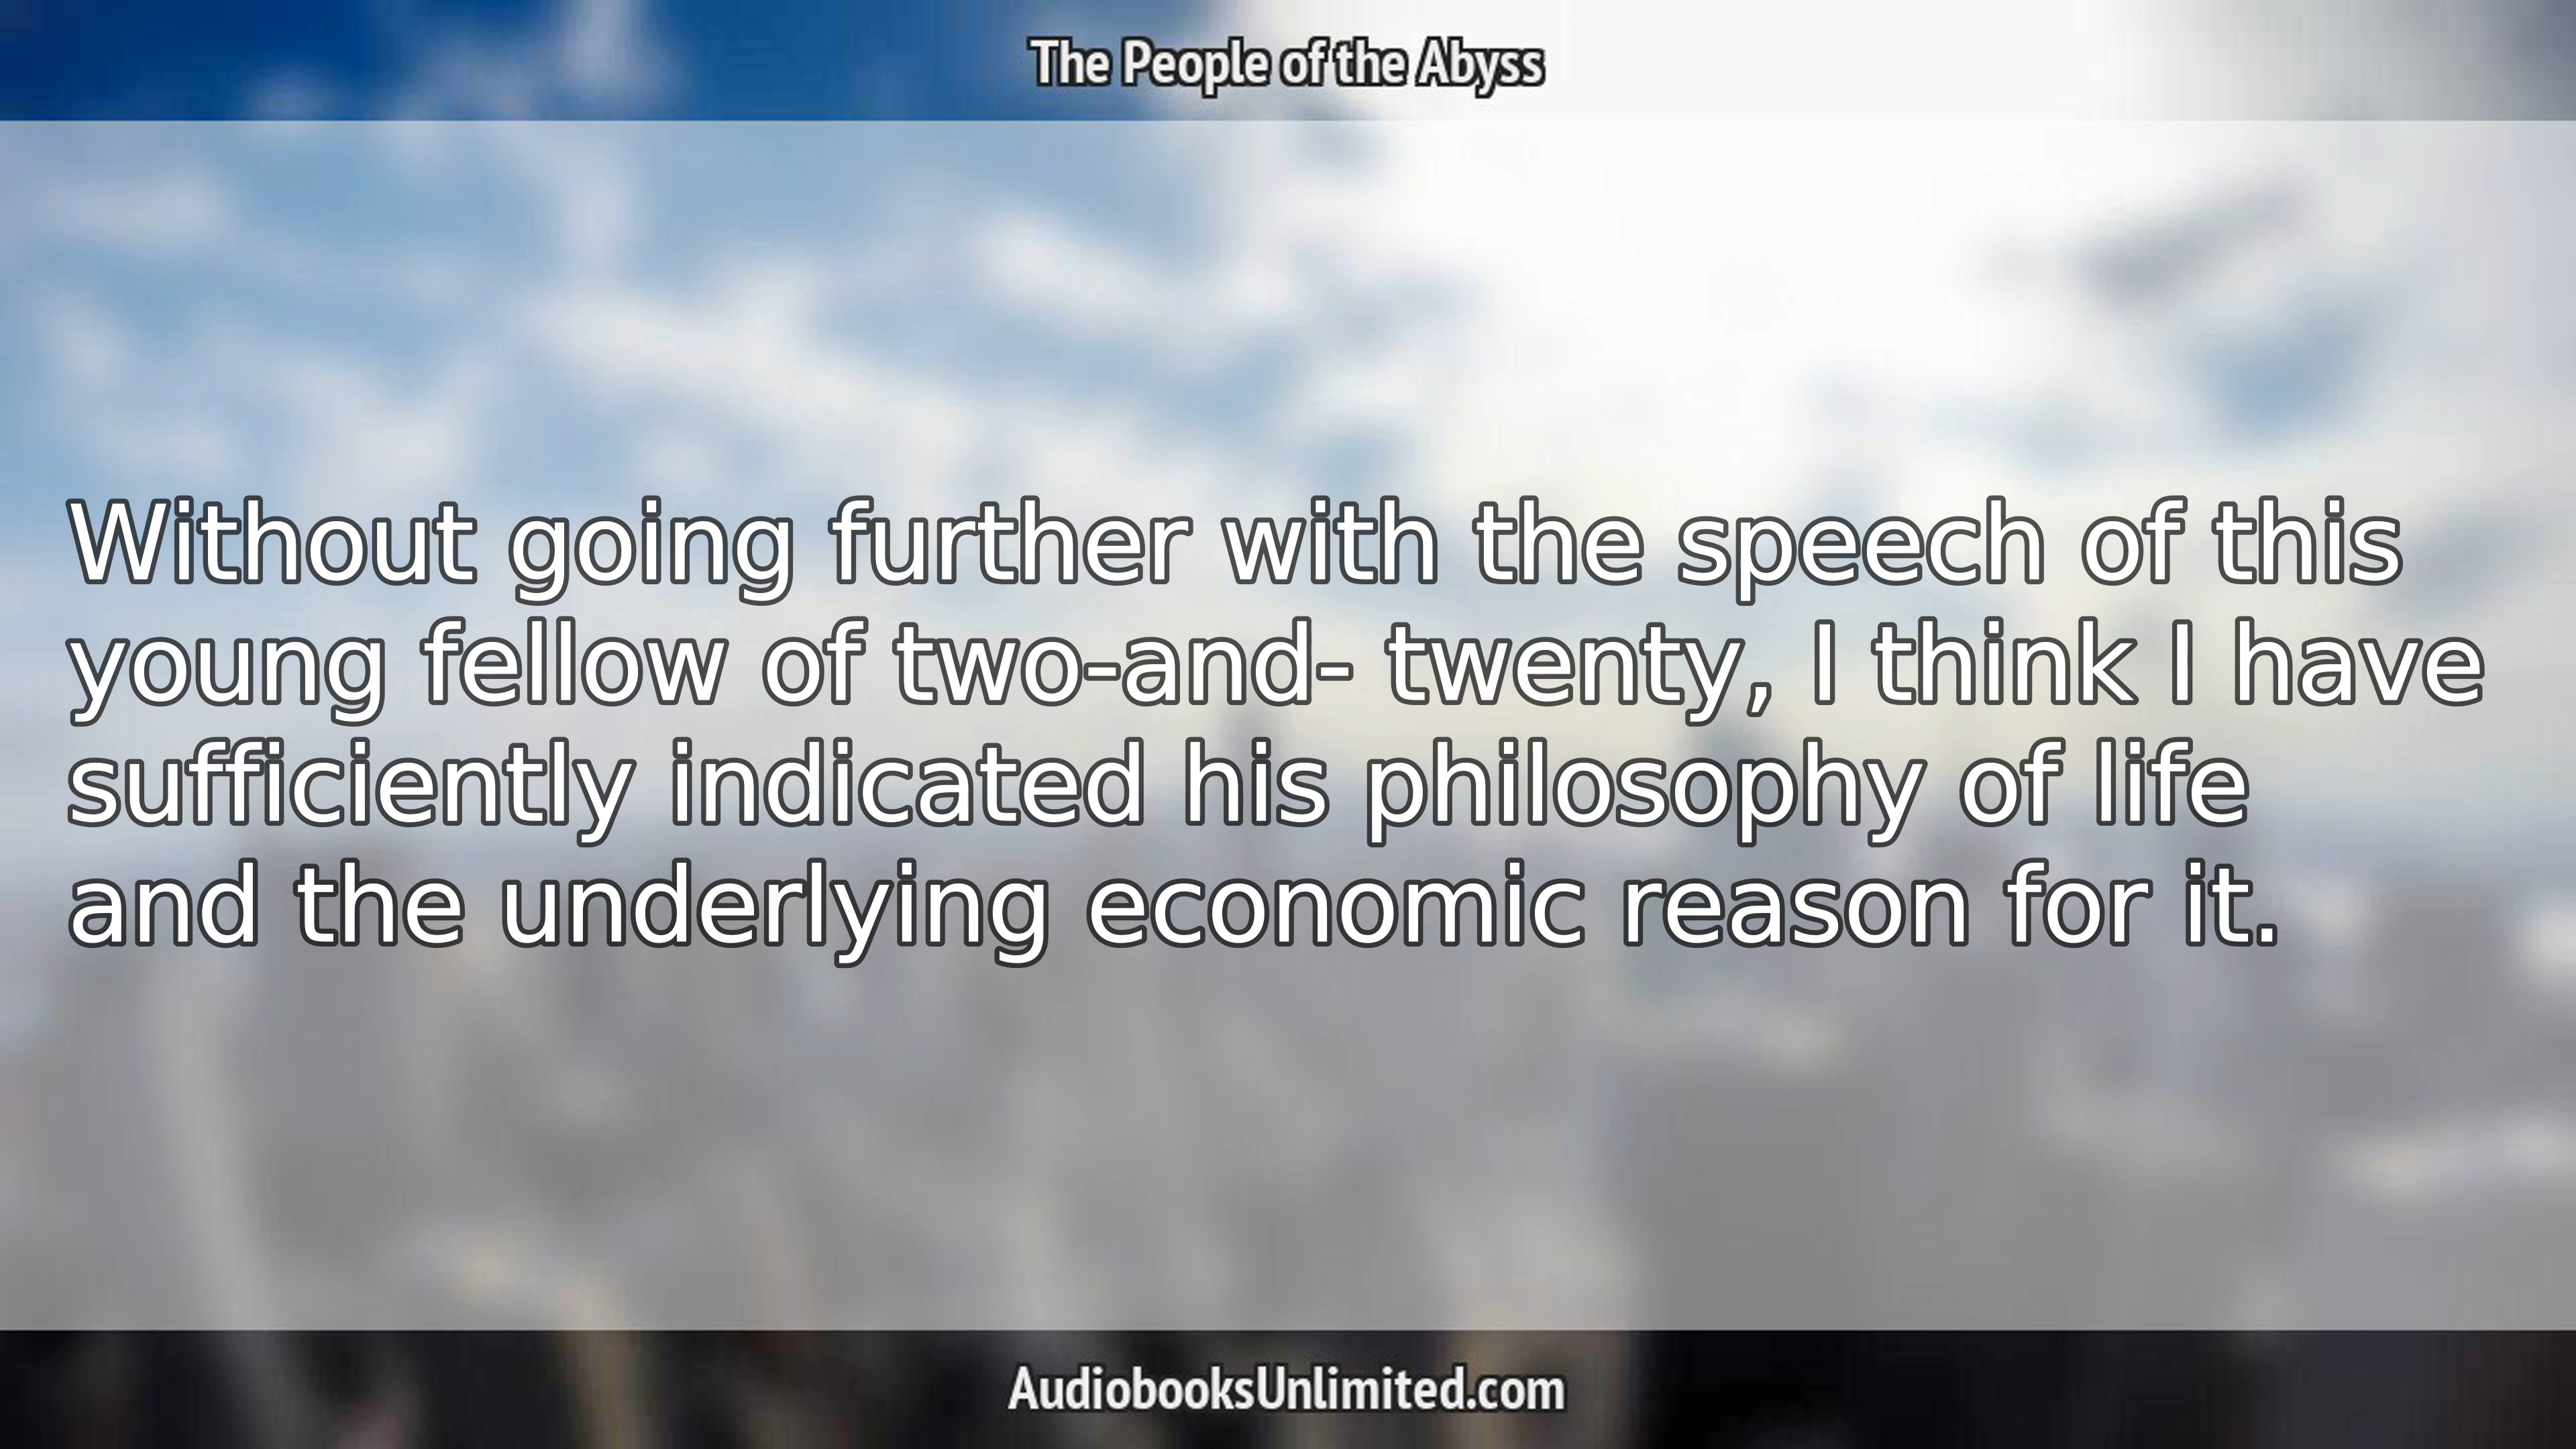 The People of the Abyss
Without going further with the speech of this
young fellow of two-and- twenty, I think I have
sufficiently indicated his philosophy of life
and the underlying economic reason for it.
AudiobooksUnlimited.com